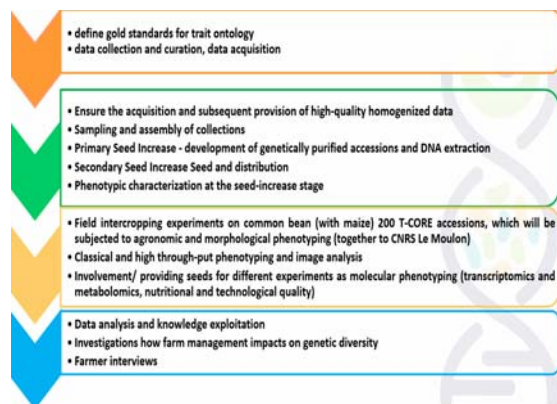 • define gold standards for trait ontology
• data collection and curation, data acquisition
• Ensure the acquisition and subsequent provision of high-quality homogenized data
• Sampling and assembly of collections
• Primary Seed Increase - development of genetically purified accessions and DNA extraction
• Secondary Seed Increase Seed and distribution
• Phenotypic characterization at the seed-increase stage
• Field intercropping experiments on common bean (with maize) 200 T-CORE accessions, which will be
subjected to agronomic and morphological phenotyping (together to CNRS Le Moulon)
• Classical and high through-put phenotyping and image analysis
• Involvement/ providing seeds for different experiments as molecular phenotyping (transcriptomics and
metabolomics, nutritional and technological quality)
• Data analysis and knowledge exploitation
• Investigations how farm management impacts on genetic diversity
• Farmer interviews